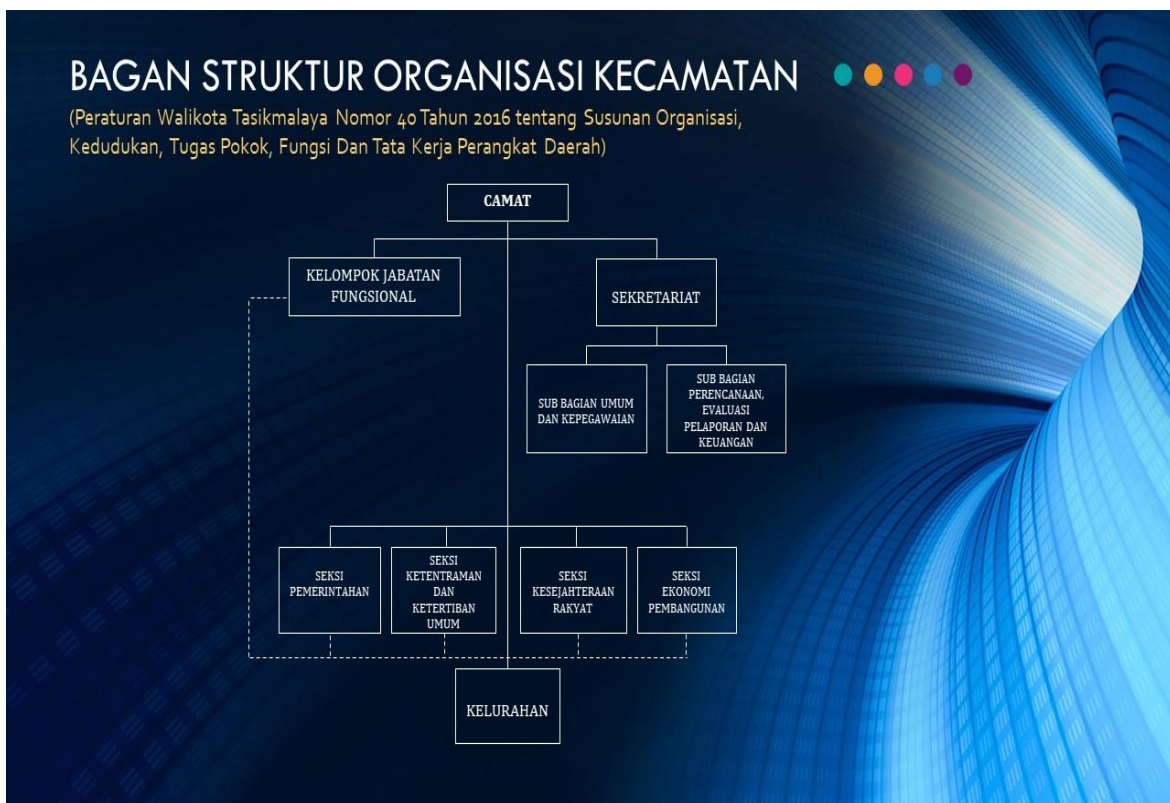 BAGAN STRUKTUR ORGANISASI KECAMATAN
(Peraturan Walikota Tasikmalaya Nomor 40 Tahun 2016 tentang Susunan Organisasi,
Kedudukan, Tugas Pokok, Fungsi Dan Tata Kerja Perangkat Daerah)
CAMAT
KELOMPOK JABATAN
FUNGSIONAL
SEKRETARIAT
SUB BAGIAN UMUM
DAN KEPEGAWAIAN
SUB BAGIAN
PERENCANAAN,
EVALUASI
PELAPORAN DAN
KEUANGAN
SEKSI
PEMERINTAHAN
SEKSI
KETENTRAMAN
DAN
KETERTIBAN
UMUM
SEKSI
KESEJAHTERAAN
RAKYAT
SEKSI
EKONOMI
PEMBANGUNAN
KELURAHAN